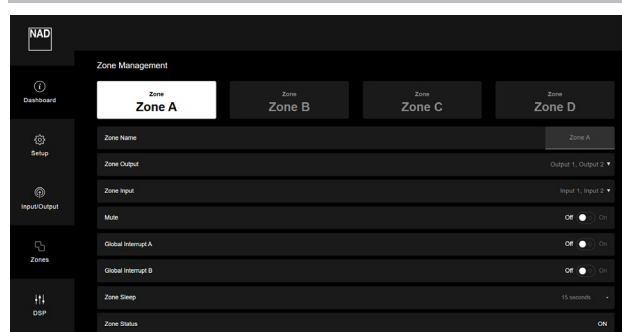 NAD
Zone Management
Dashboard
Zone
Zone A
Zone
Zone B
Zone
Zone C
Zone
Zone D
Setup
Zone Name
Zone A
Zone Output
Output 1, Output 2
Input/Output
Zone Input
Input 1, Input 2
Mute
Off On
Zones
Global Interrupt A
Off On
Global Interrupt B
Off On
DSP
Zone Sleep
15 seconds
Zone Status
ON